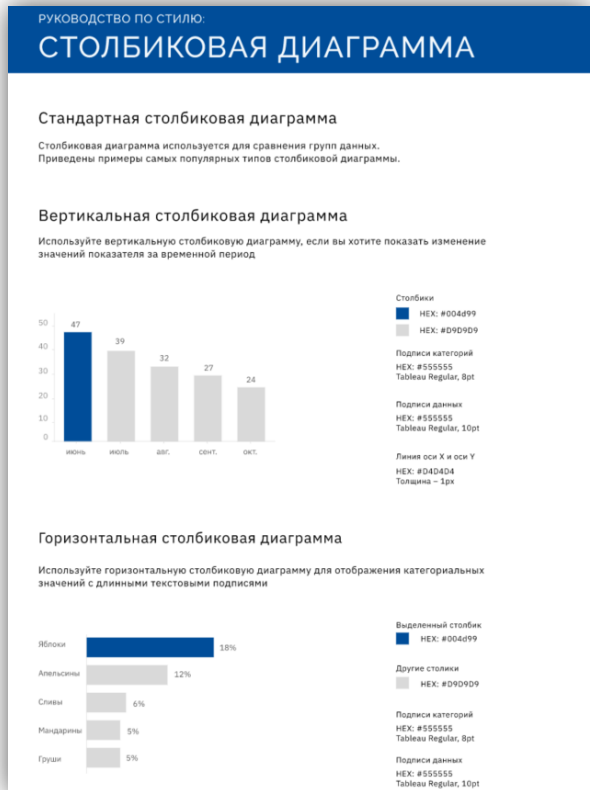 РУКОВОДСТВО ПО СТИЛЮ:
СТОЛБИКОВАЯ ДИАГРАММА
Стандартная столбиковая диаграмма
Столбиковая диаграмма используется для сравнения групп данных.
Приведены примеры самых популярных типов столбиковой диаграммы.
Вертикальная столбиковая диаграмма
Используйте вертикальную столбиковую диаграмму, если вы хотите показать изменение
значений показателя за временной период
50
40
30
20
10
0
47
39
32
27
24
июнь
июль
авг.
сент.
окт.
Столбики
HEX: #004d99
HEX: #D9D9D9
Подписи категорий
HEX: #555555
Tableau Regular, 8pt
Подписи данных
HEX: #555555
Tableau Regular, 10pt
Линия оси X и оси Y
HEX: #D4D4D4
Толщина – 1px
Горизонтальная столбиковая диаграмма
Используйте горизонтальную столбиковую диаграмму для отображения категориальных
значений с длинными текстовыми подписями
Яблоки 18%
Апельсины 12%
Сливы 6%
Мандарины 5%
Груши 5%
Выделенный столбик
HEX: #004d99
Другие столики
HEX: #D9D9D9
Подписи категорий
HEX: #555555
Tableau Regular, 8pt
Подписи данных
HEX: #555555
Tableau Regular, 10pt